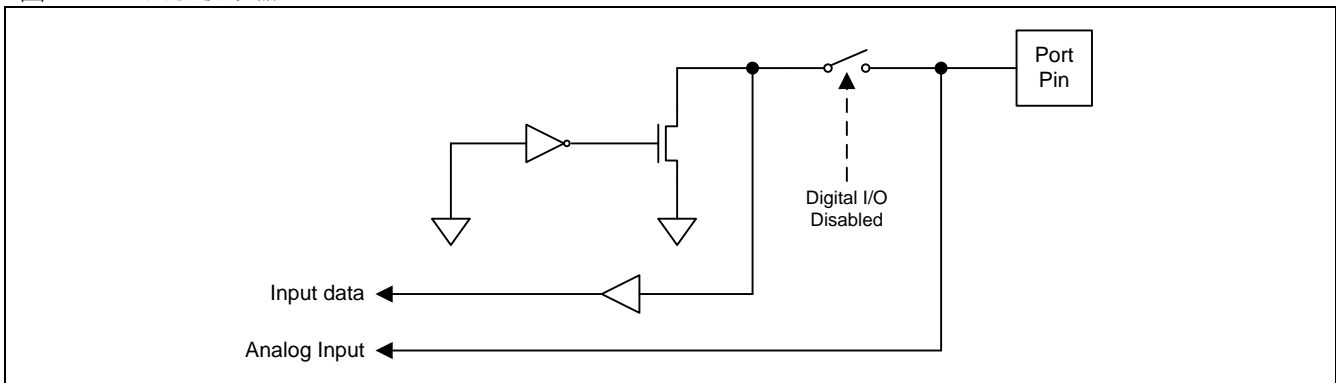 Port
Pin
Digital I/O
Disabled
Input data
Analog Input